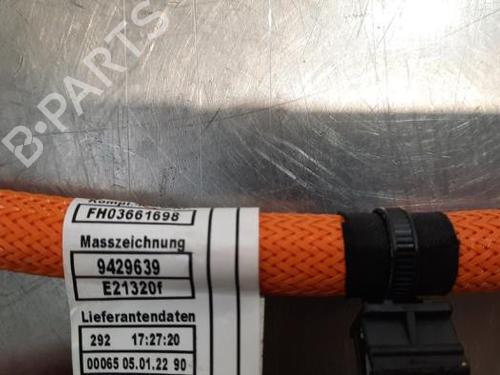 B-PARTS
FH03661698
Masszeichnung
9429639
E21320f
Lieferantendaten
292 17:27:20
00065 05.01.22 90